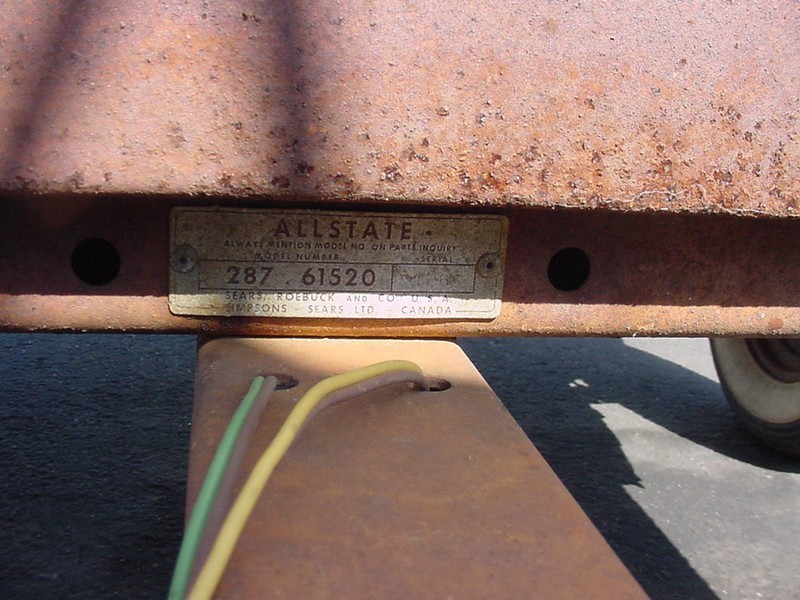 ALLSTATE
ALWAYS MENTION MODEL NO. ON PARTS INQUIRY
MODEL NUMBER SERIAL
287 . 61520
SEARS, ROEBUCK AND CO U.S.A.
SIMPSONS - SEARS LTD. - CANADA